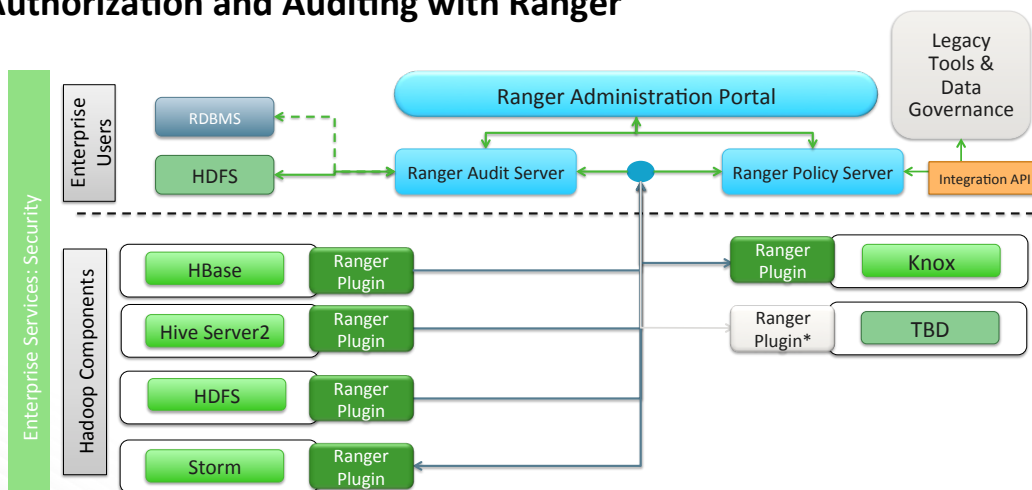 Authorization and Auditing with Ranger
Legacy
Tools &
Data
Governance
Ranger Administration Portal
RDBMS
HDFS
Ranger Audit Server
Ranger Policy Server
Integration API
Enterprise
Users
Enterprise Services: Security
Hadoop Components
HBase
Ranger
Plugin
Hive Server2
Ranger
Plugin
HDFS
Ranger
Plugin
Storm
Ranger
Plugin
Ranger
Plugin
Knox
Ranger
Plugin*
TBD